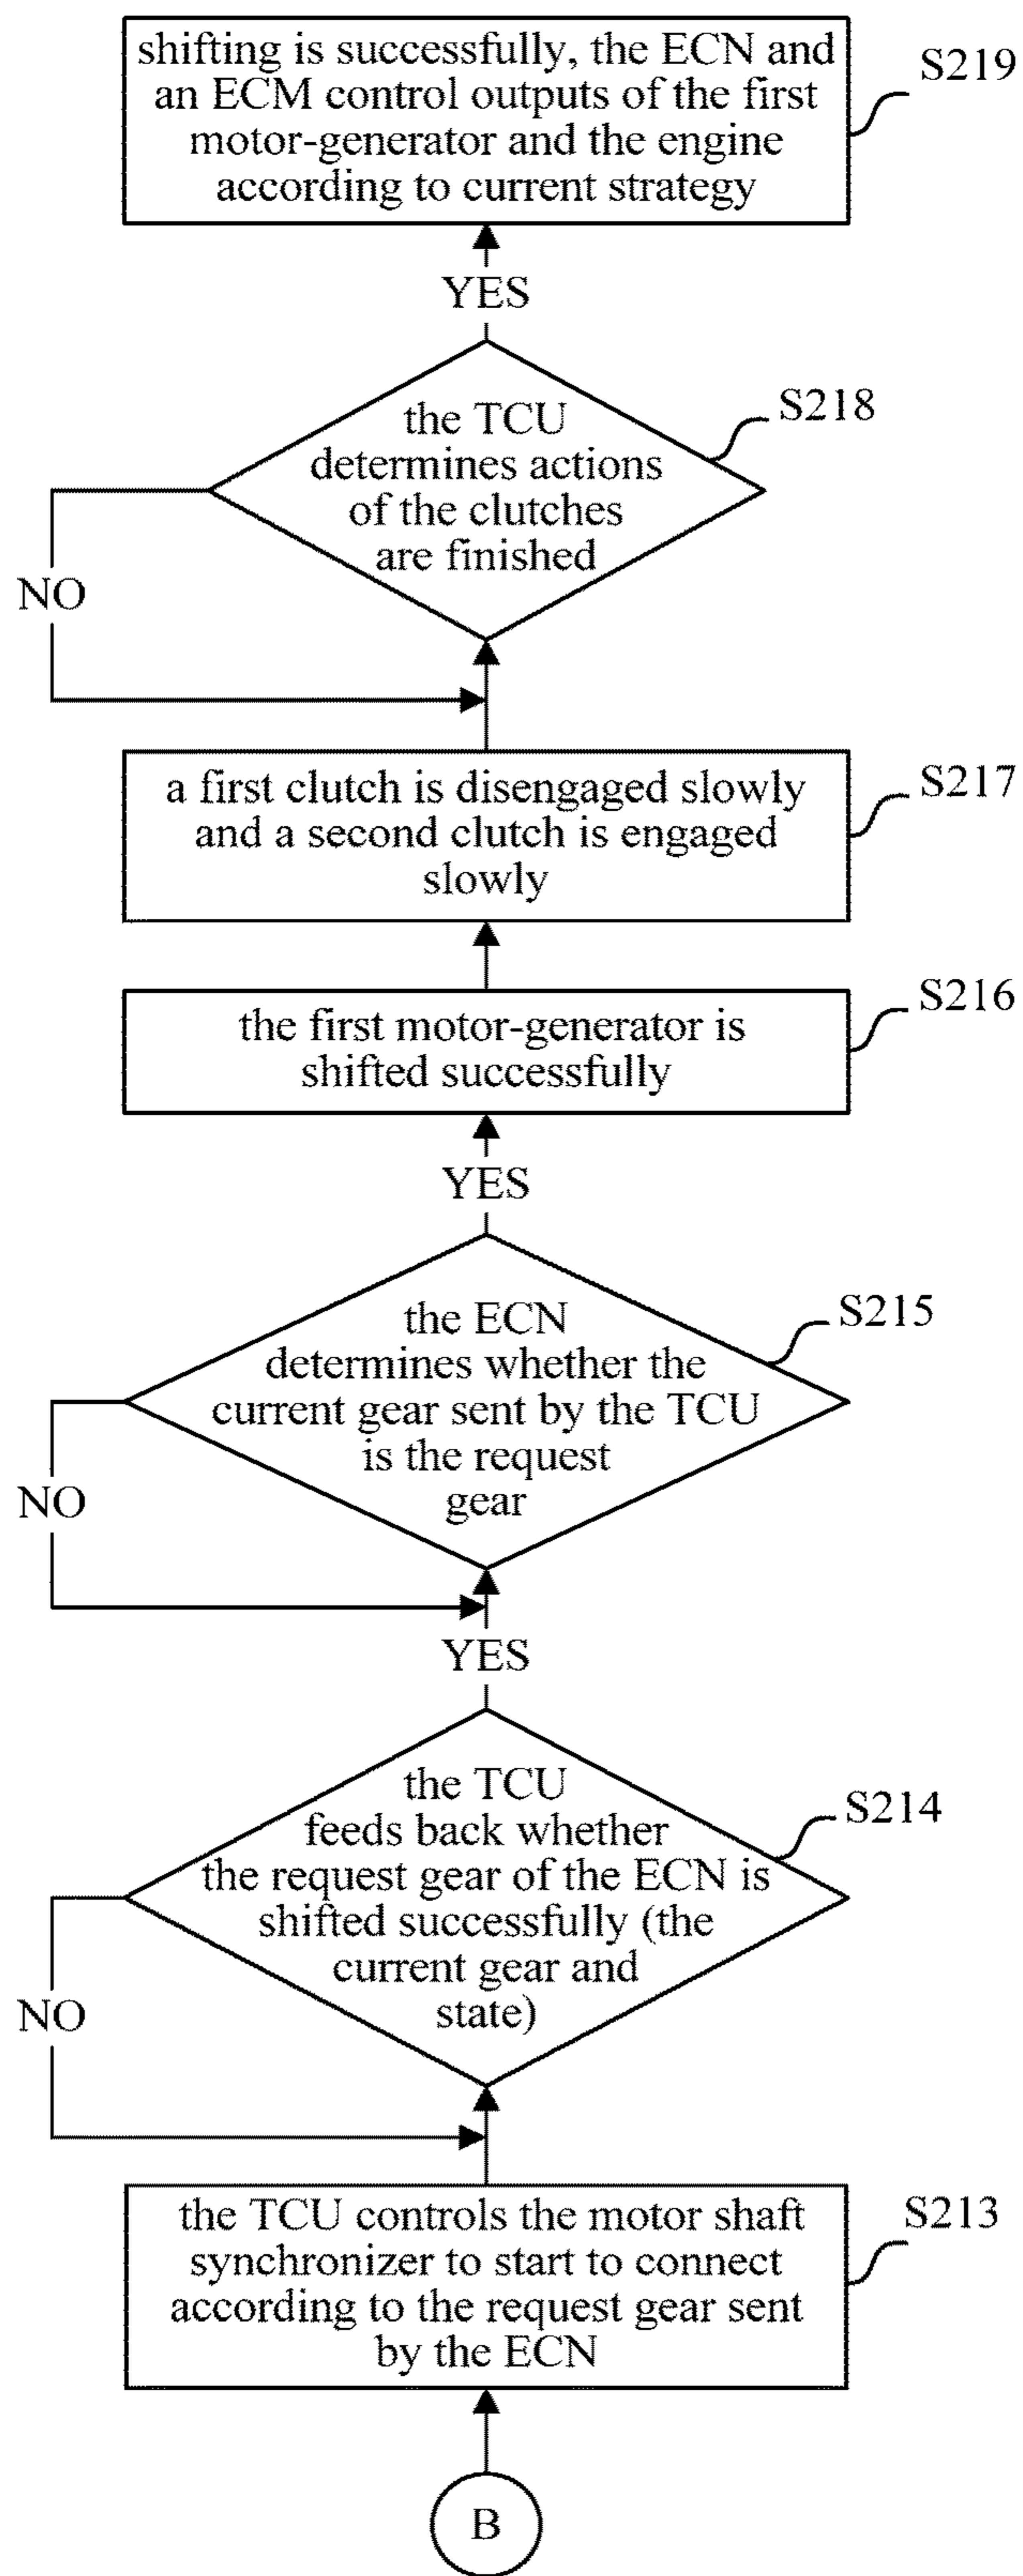 shifting is successfully, the ECN and
an ECM control outputs of the first
motor-generator and the engine
according to current strategy
S219
YES
the TCU
determines actions
of the clutches
are finished
S218
NO
a first clutch is disengaged slowly
and a second clutch is engaged
slowly
S217
the first motor-generator is
shifted successfully
S216
YES
the ECN
determines whether the
current gear sent by the TCU
is the request
gear
S215
NO
YES
the TCU
feeds back whether
the request gear of the ECN is
shifted successfully (the
current gear and
state)
S214
NO
the TCU controls the motor shaft
synchronizer to start to connect
according to the request gear sent
by the ECN
S213
B